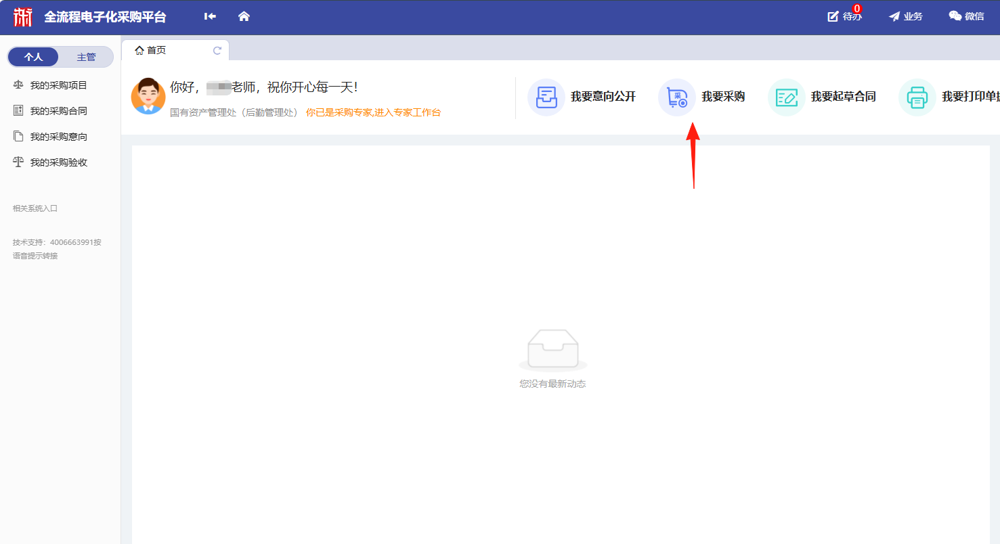 全流程电子化采购平台
待办
0
业务
微信
个人
主管
首页
我的采购项目
我的采购合同
我的采购意向
我的采购验收
相关系统入口
技术支持：4006663991按
语音提示转接
你好，
老师，祝你开心每一天！
国有资产管理处（后勤管理处） 你已是采购专家,进入专家工作台
我要意向公开
采
我要采购
我要起草合同
我要打印单
您没有最新动态